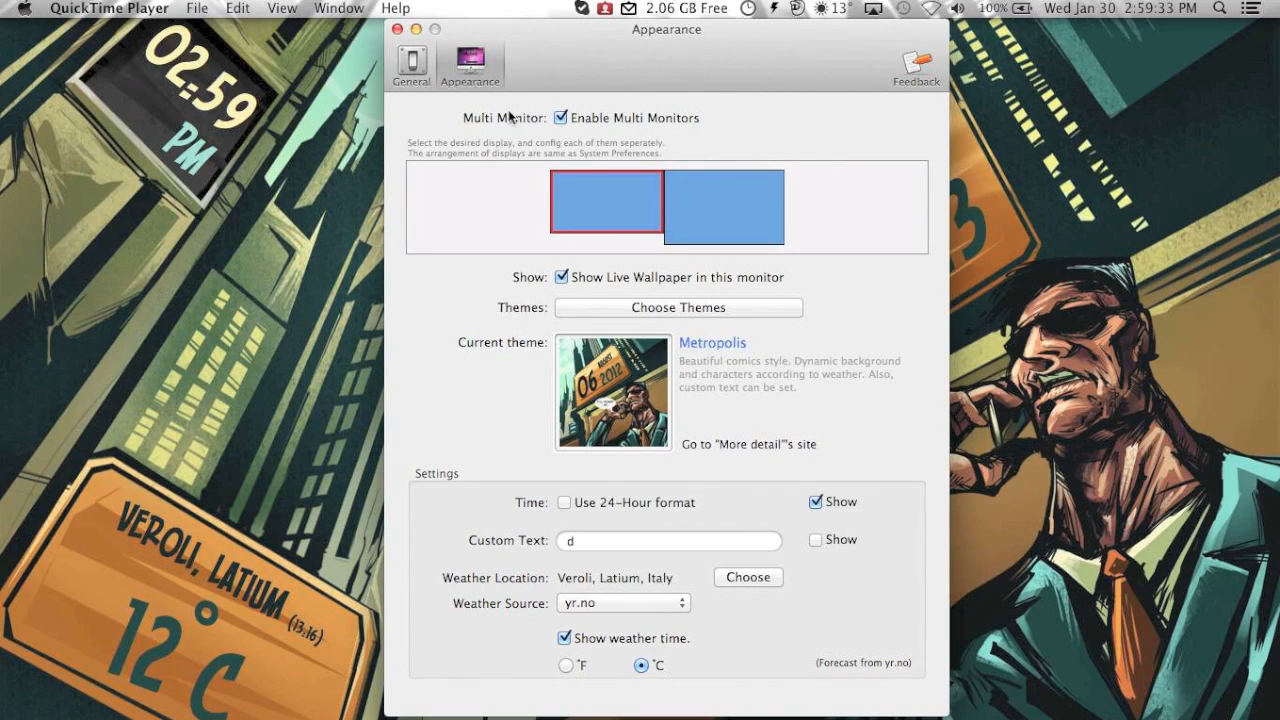 QuickTime Player File Edit View Window Help 2.06 GB Free 13° 100% Wed Jan 30 2:59:33 PM
Appearance
General Appearance Feedback
Multi Monitor: Enable Multi Monitors
Select the desired display, and config each of them seperately.
The arrangement of displays are same as System Preferences.
Show: Show Live Wallpaper in this monitor
Themes: Choose Themes
Current theme: Metropolis
Beautiful comics style. Dynamic background
and characters according to weather. Also,
custom text can be set.
06 2012
Go to "More detail"'s site
Settings
Time: Use 24-Hour format Show
Custom Text: d Show
Weather Location: Veroli, Latium, Italy Choose
Weather Source: yr.no
Show weather time.
°F °C (Forecast from yr.no)
02:59
PM
VEROLI, LATIUM (13:16)
12°C